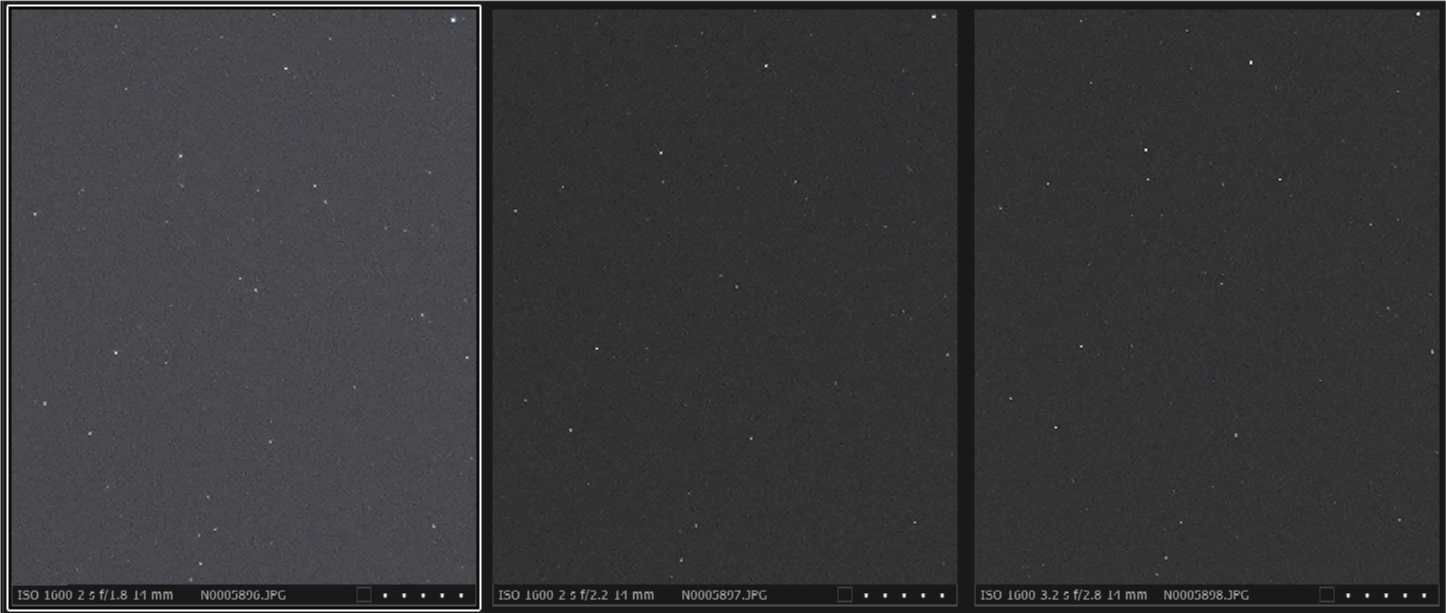 ISO 1600 2 s f/1.8 14 mm N0005896.JPG
ISO 1600 2 s f/2.2 14 mm N0005897.JPG
ISO 1600 3.2 s f/2.8 14 mm N0005898.JPG